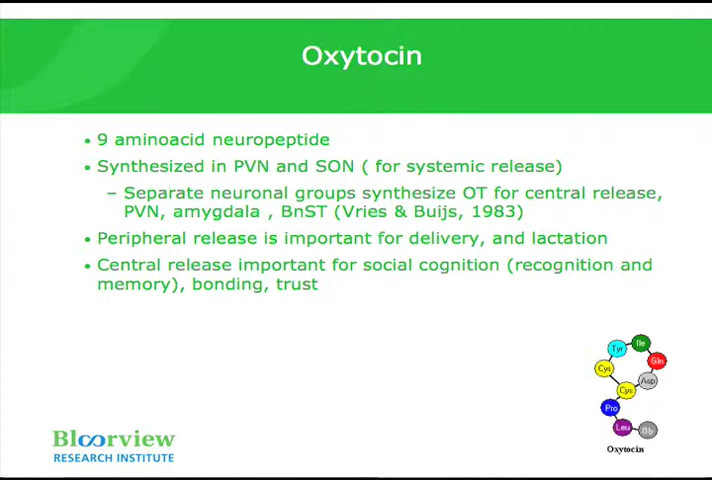 Oxytocin
• 9 aminoacid neuropeptide
• Synthesized in PVN and SON ( for systemic release)
– Separate neuronal groups synthesize OT for central release,
PVN, amygdala , BnST (Vries & Buijs, 1983)
• Peripheral release is important for delivery, and lactation
• Central release important for social cognition (recognition and
memory), bonding, trust
Tyr
Ile
Gln
Cys
Asp
Cys
Pro
Leu
Gly
Oxytocin
Bloorview
RESEARCH INSTITUTE